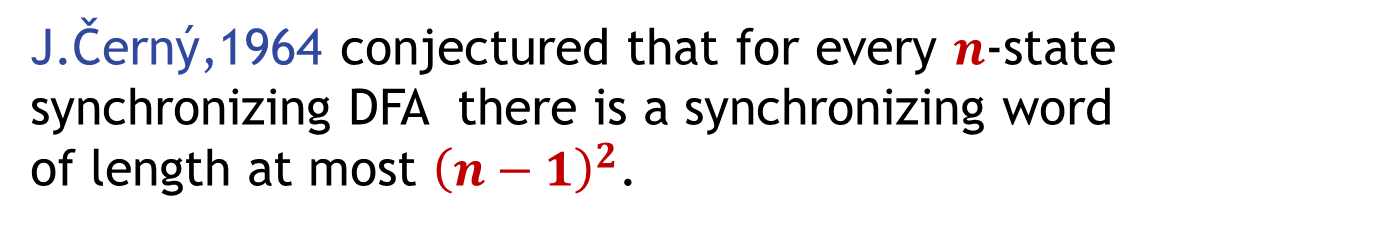 J.Černý,1964 conjectured that for every n-state
synchronizing DFA there is a synchronizing word
of length at most (n − 1)².